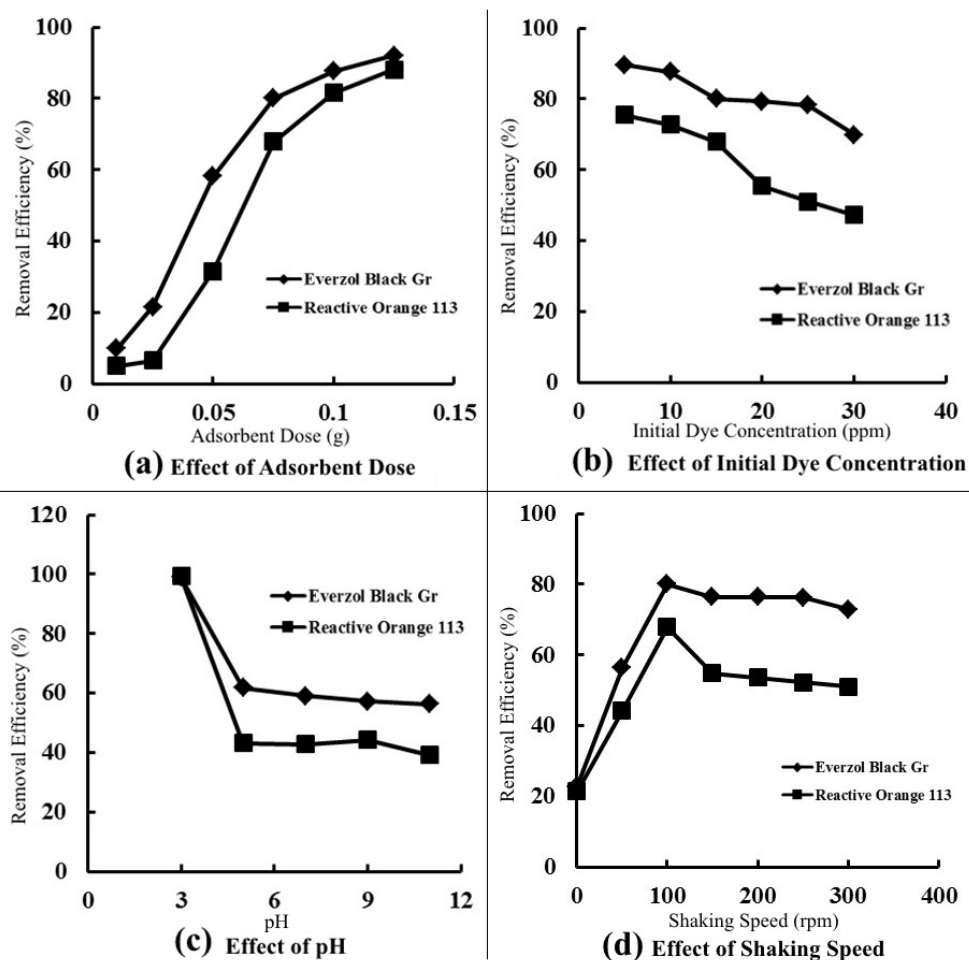 100
80
60
40
20
0
Removal Efficiency (%)
Everzol Black Gr
Reactive Orange 113
0 0.05 0.1 0.15
Adsorbent Dose (g)
(a) Effect of Adsorbent Dose
100
80
60
40
20
0
Removal Efficiency (%)
Everzol Black Gr
Reactive Orange 113
0 10 20 30 40
Initial Dye Concentration (ppm)
(b) Effect of Initial Dye Concentration
120
100
80
60
40
20
0
Removal Efficiency (%)
Everzol Black Gr
Reactive Orange 113
0 3 6 9 12
pH
(c) Effect of pH
100
80
60
40
20
0
Removal Efficiency (%)
Everzol Black Gr
Reactive Orange 113
0 100 200 300 400
Shaking Speed (rpm)
(d) Effect of Shaking Speed